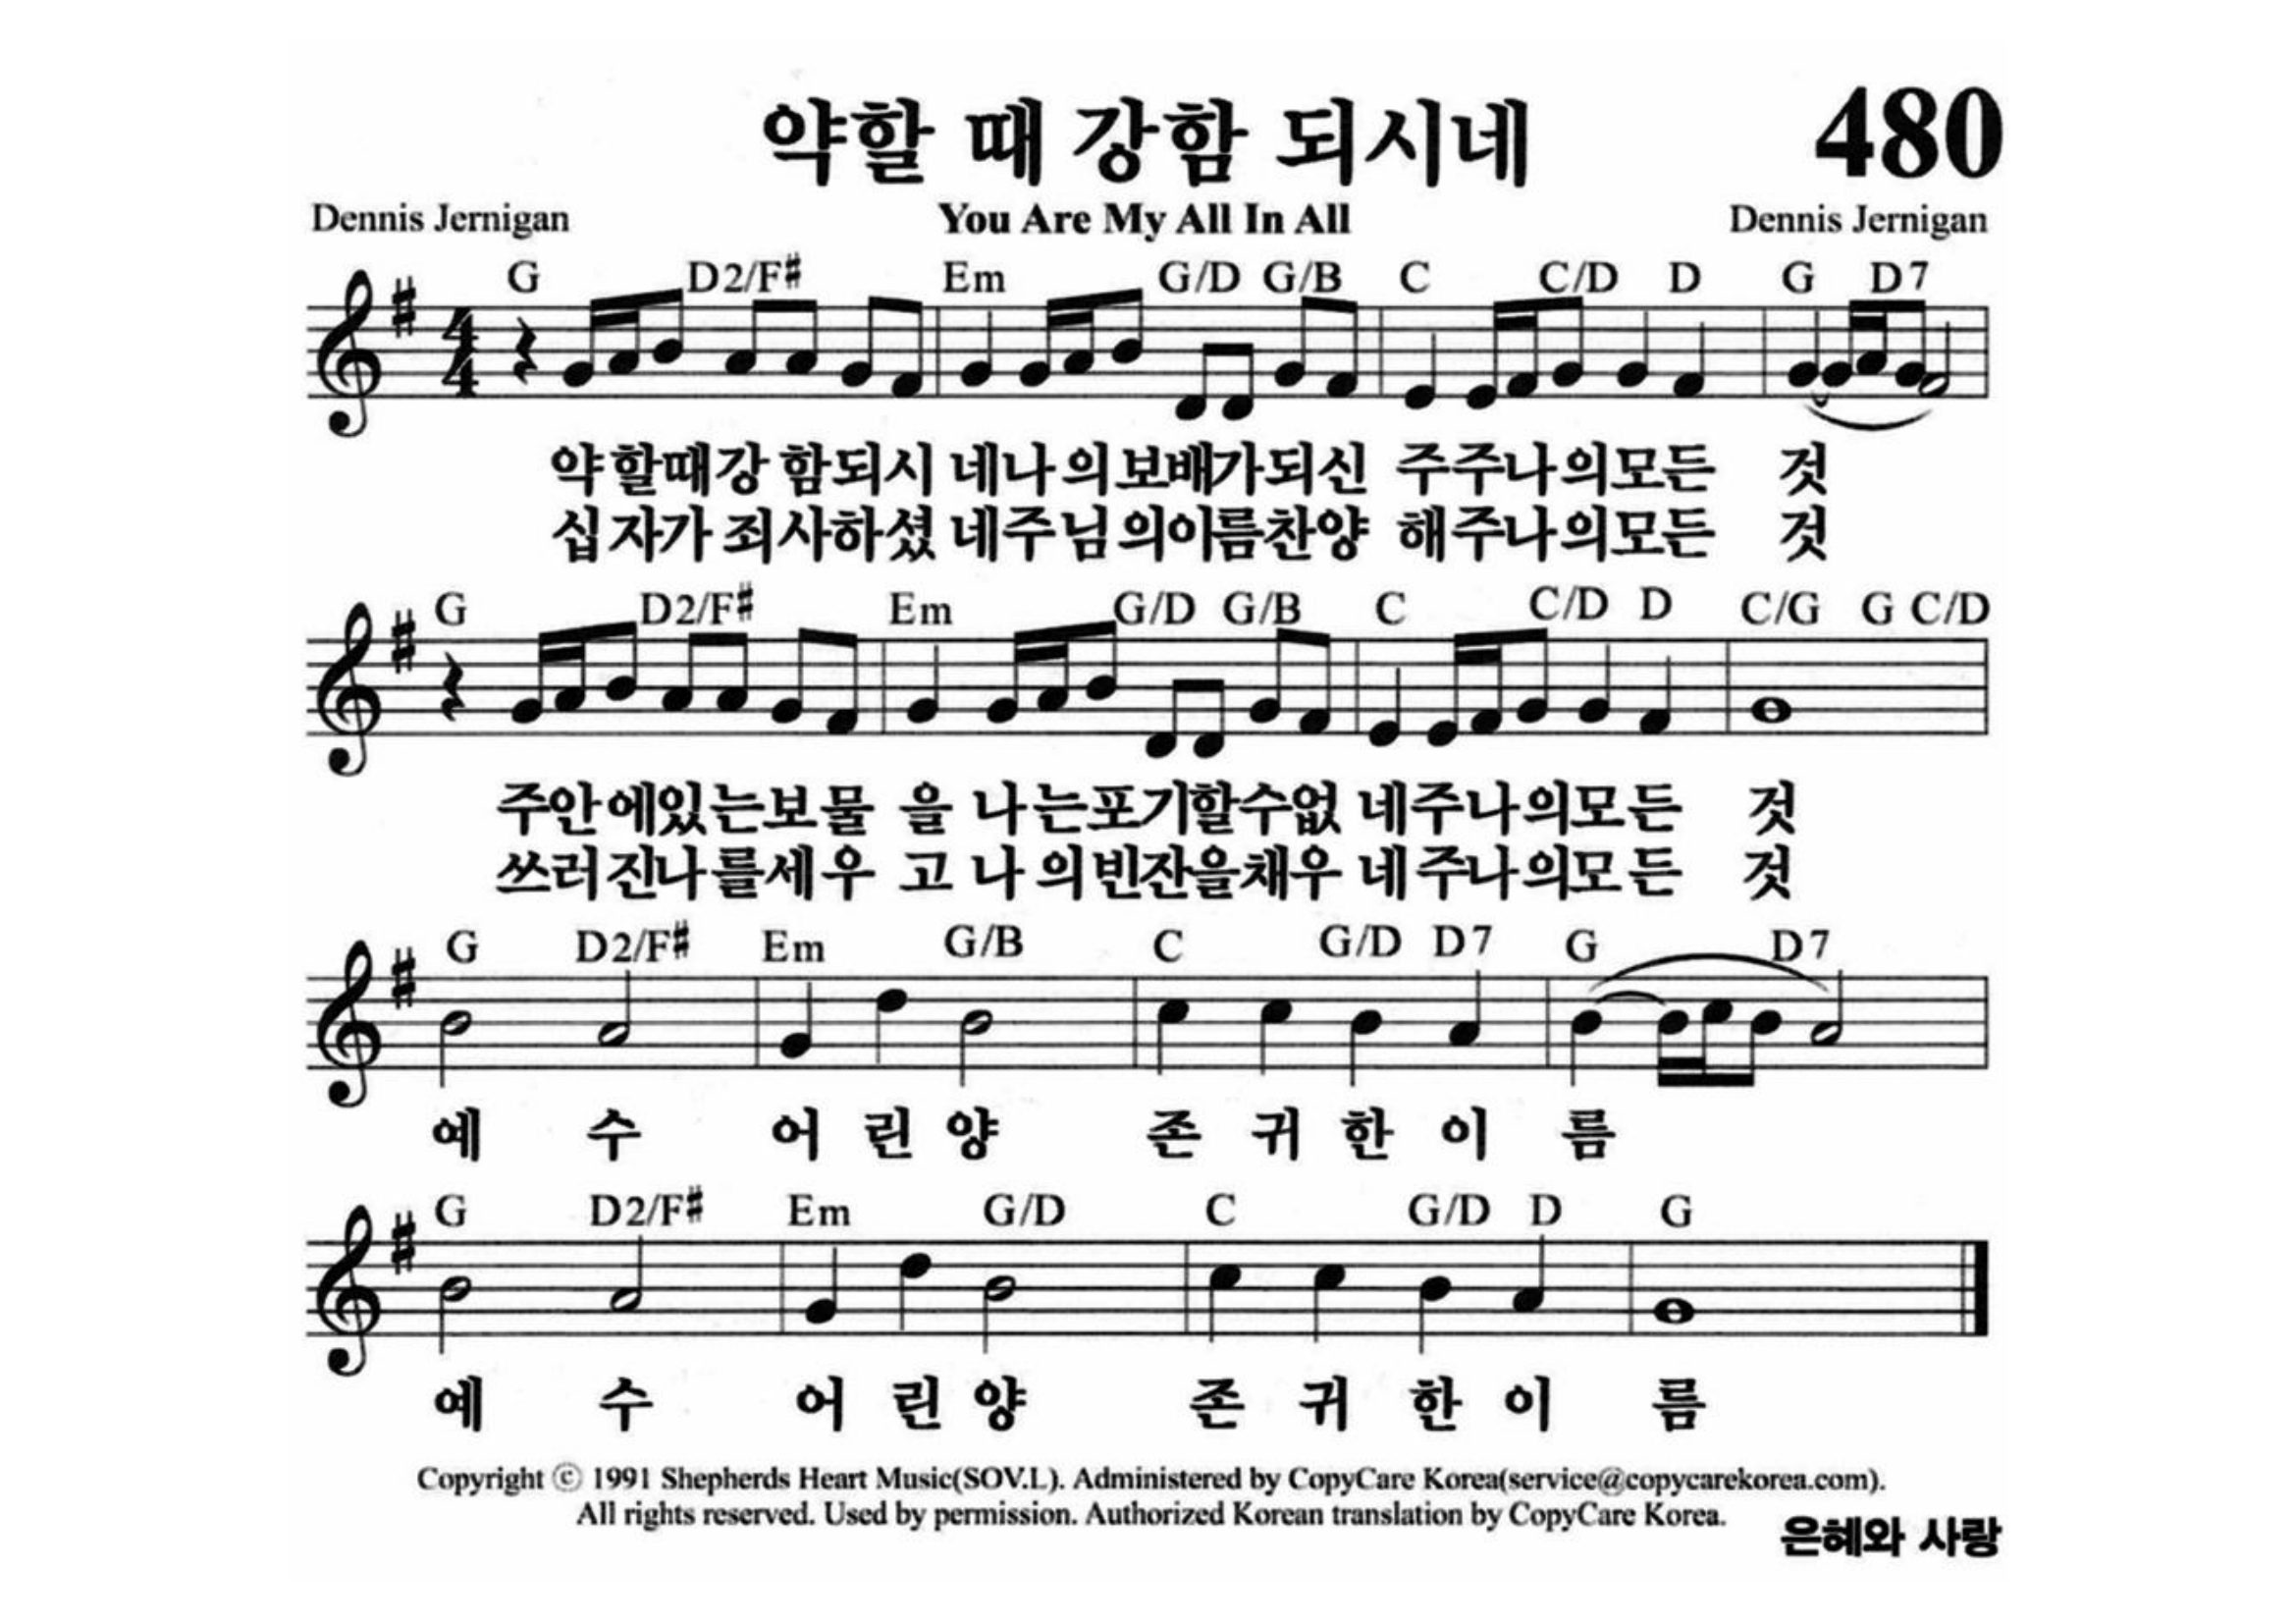 약할 때 강함 되시네 480
Dennis Jernigan You Are My All In All Dennis Jernigan
G D2/F# Em G/D G/B C C/D D G D7
약할때강함되시네나의보배가되신주주나의모든것
십자가죄사하셨네주님의이름찬양해주나의모든것
G D2/F# Em G/D G/B C C/D D C/G G C/D
주안에있는보물을나는포기할수없네주나의모든것
쓰러진나를세우고나의빈잔을채우네주나의모든것
G D2/F# Em G/B C G/D D7 G D7
예 수 어 린 양 존 귀 한 이 름
G D2/F# Em G/D C G/D D G
예 수 어 린 양 존 귀 한 이 름
Copyright ⓒ 1991 Shepherds Heart Music(SOV.L). Administered by CopyCare Korea(service@copycarekorea.com).
All rights reserved. Used by permission. Authorized Korean translation by CopyCare Korea.
은혜와 사랑